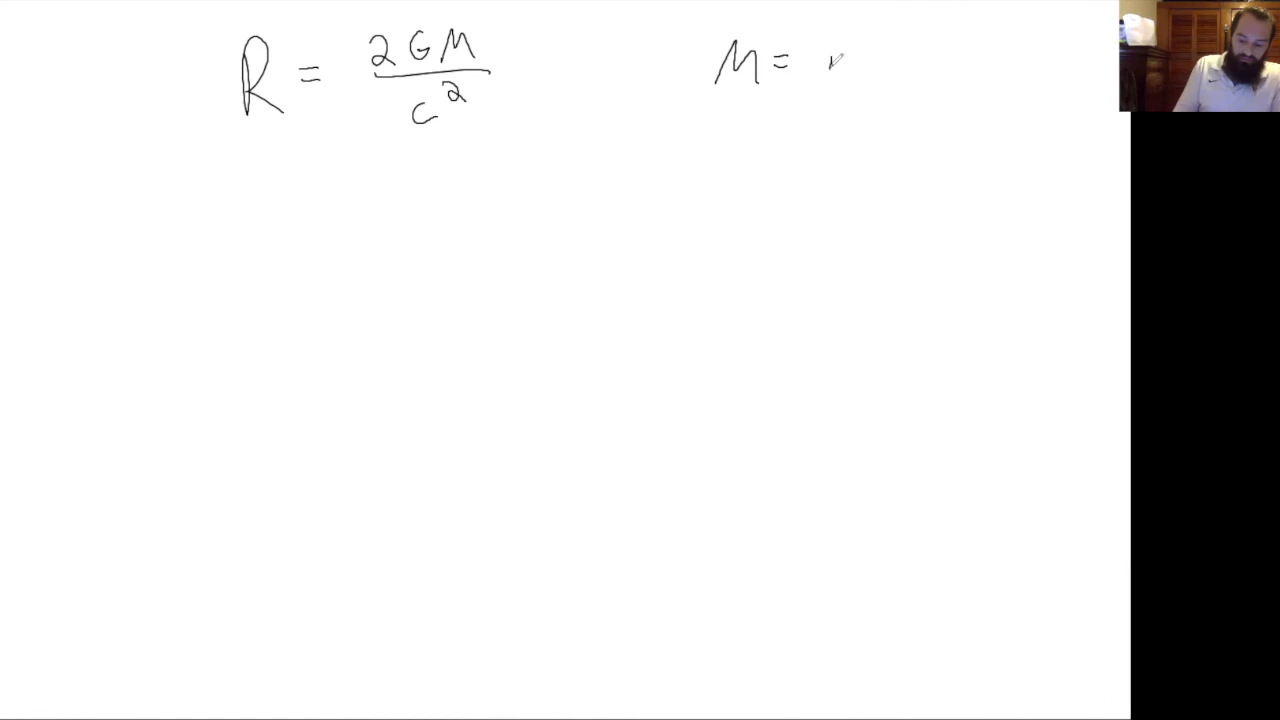 R = 2GM / c²
M =